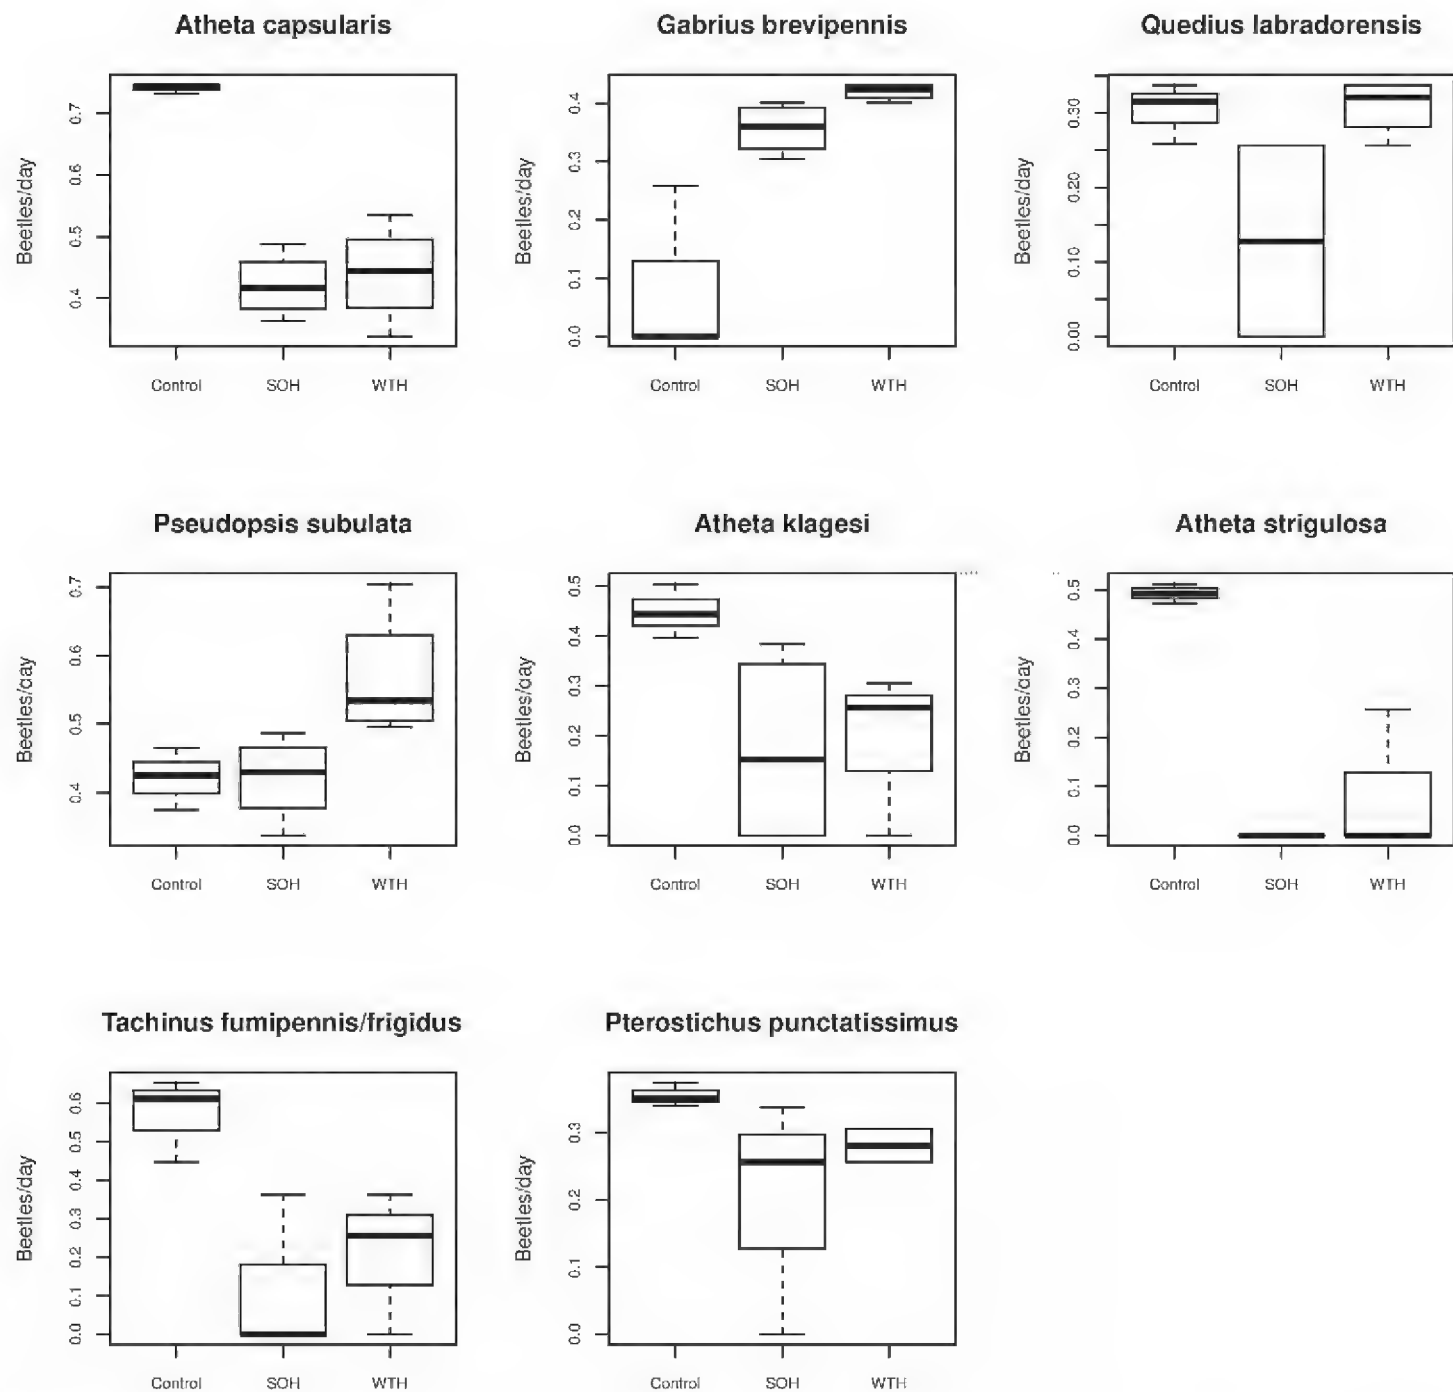 Atheta capsularis
Gabrius brevipennis
Quedius labradorensis
Beetles/day
0.7
0.6
0.5
0.4
Control SOH WTH
Beetles/day
0.4
0.3
0.2
0.1
0.0
Control SOH WTH
Beetles/day
0.30
0.20
0.10
0.00
Control SOH WTH
Pseudopsis subulata
Atheta klagesi
Atheta strigulosa
Beetles/day
0.7
0.6
0.5
0.4
Control SOH WTH
Beetles/day
0.5
0.4
0.3
0.2
0.1
0.0
Control SOH WTH
Beetles/day
0.5
0.4
0.3
0.2
0.1
0.0
Control SOH WTH
Tachinus fumipennis/frigidus
Pterostichus punctatissimus
Beetles/day
0.6
0.5
0.4
0.3
0.2
0.1
0.0
Control SOH WTH
Beetles/day
0.3
0.2
0.1
0.0
Control SOH WTH